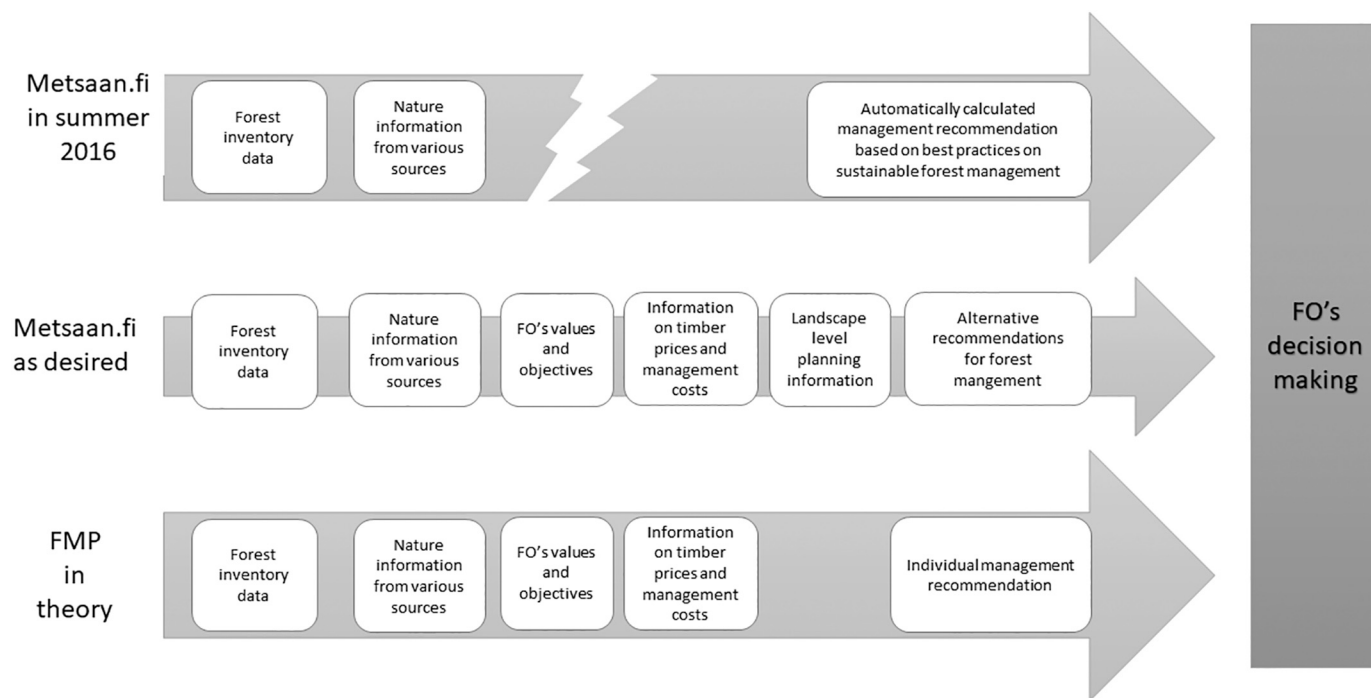 Metsaan.fi
in summer
2016
Forest
inventory
data
Nature
information
from various
sources
Automatically calculated
management recommendation
based on best practices on
sustainable forest management
Metsaan.fi
as desired
Forest
inventory
data
Nature
information
from various
sources
FO's values
and
objectives
Information
on timber
prices and
management
costs
Landscape
level
planning
information
Alternative
recommendations
for forest
mangement
FMP
in
theory
Forest
inventory
data
Nature
information
from various
sources
FO's values
and
objectives
Information
on timber
prices and
management
costs
Individual management
recommendation
FO's
decision
making